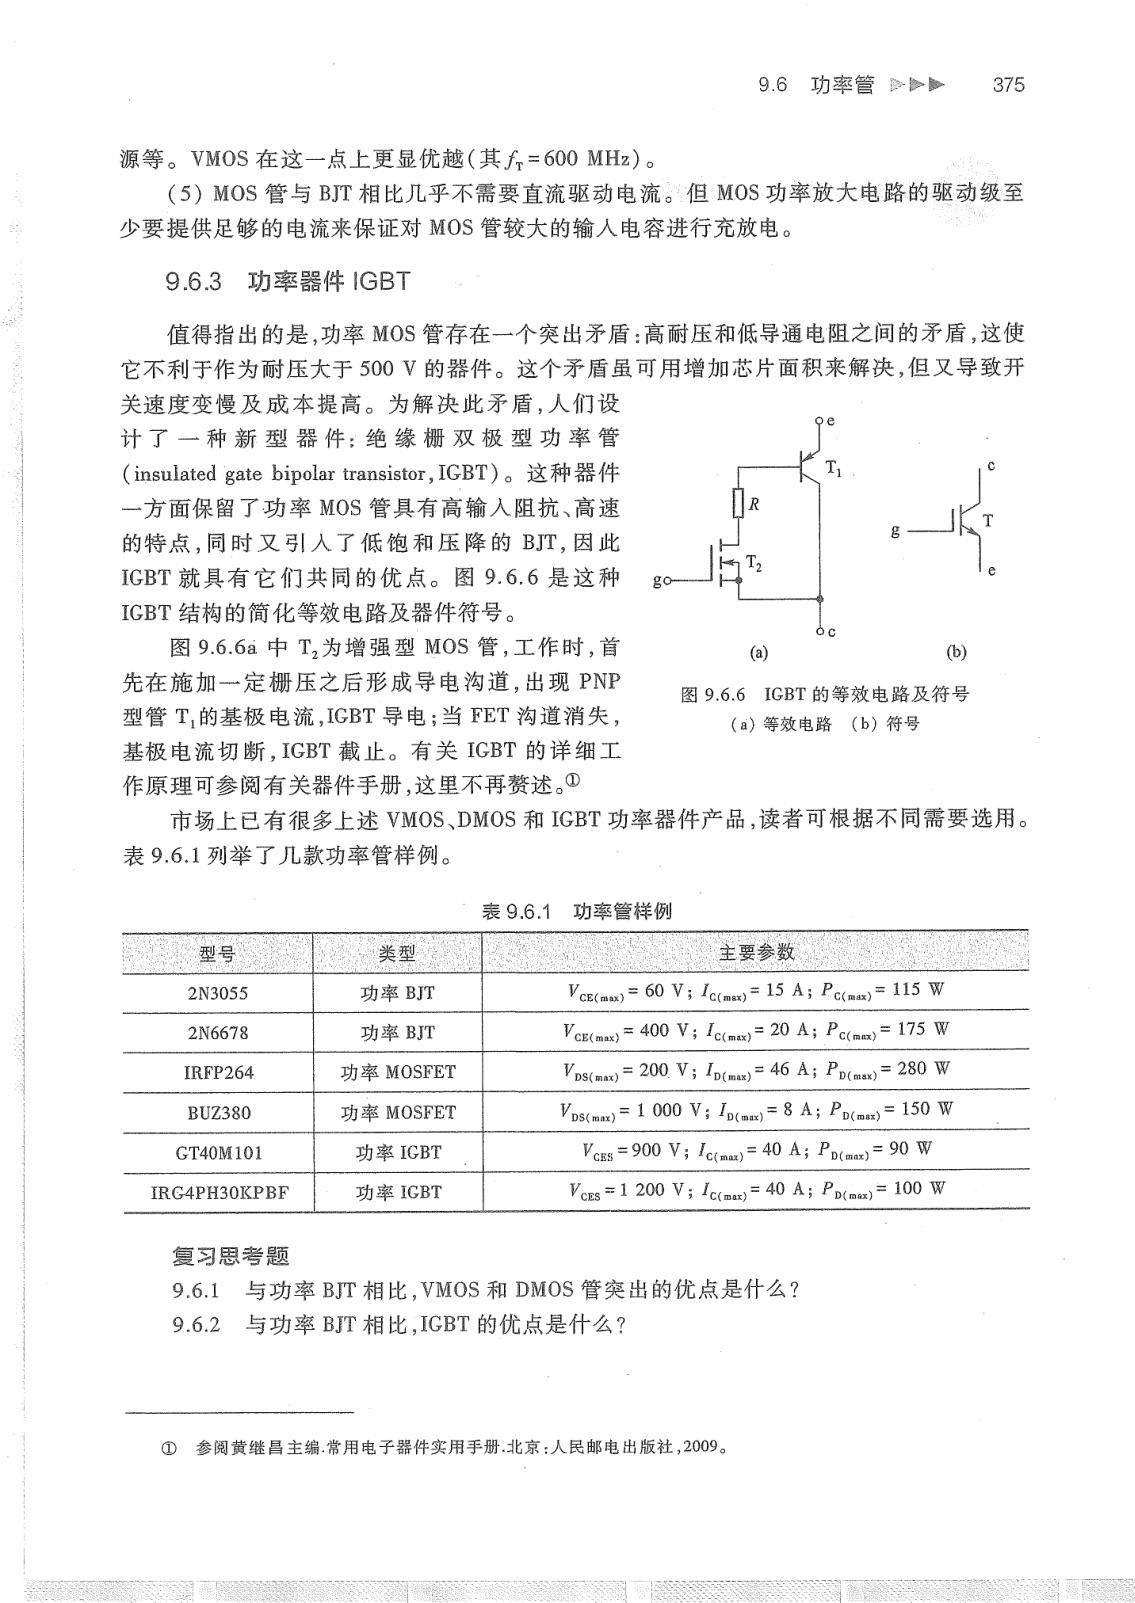 9.6 功率管 375
源等。VMOS 在这一点上更显优越(其 fT = 600 MHz)。
(5) MOS 管与 BJT 相比几乎不需要直流驱动电流。但 MOS 功率放大电路的驱动级至
少要提供足够的电流来保证对 MOS 管较大的输入电容进行充放电。
9.6.3 功率器件 IGBT
值得指出的是,功率 MOS 管存在一个突出矛盾:高耐压和低导通电阻之间的矛盾,这使
它不利于作为耐压大于 500 V 的器件。这个矛盾虽可用增加芯片面积来解决,但又导致开
关速度变慢及成本提高。为解决此矛盾,人们设
计了一种新型器件:绝缘栅双极型功率管
(insulated gate bipolar transistor,IGBT)。这种器件
一方面保留了功率 MOS 管具有高输入阻抗、高速
的特点,同时又引入了低饱和压降的 BJT,因此
IGBT 就具有它们共同的优点。图 9.6.6 是这种
IGBT 结构的简化等效电路及器件符号。
图 9.6.6a 中 T2为增强型 MOS 管,工作时,首
先在施加一定栅压之后形成导电沟道,出现 PNP
型管 T1的基极电流,IGBT 导电;当 FET 沟道消失,
基极电流切断,IGBT 截止。有关 IGBT 的详细工
作原理可参阅有关器件手册,这里不再赘述。①
e
T1
R
T2
g
c
(a)
c
g
T
e
(b)
图 9.6.6 IGBT 的等效电路及符号
(a) 等效电路 (b) 符号
市场上已有很多上述 VMOS、DMOS 和 IGBT 功率器件产品,读者可根据不同需要选用。
表 9.6.1 列举了几款功率管样例。
表 9.6.1 功率管样例
型号 类型 主要参数
2N3055 功率 BJT VCE(max) = 60 V; IC(max) = 15 A; PC(max) = 115 W
2N6678 功率 BJT VCE(max) = 400 V; IC(max) = 20 A; PC(max) = 175 W
IRFP264 功率 MOSFET VDS(max) = 200 V; ID(max) = 46 A; PD(max) = 280 W
BUZ380 功率 MOSFET VDS(max) = 1 000 V; ID(max) = 8 A; PD(max) = 150 W
GT40M101 功率 IGBT VCES = 900 V; IC(max) = 40 A; PD(max) = 90 W
IRG4PH30KPBF 功率 IGBT VCES = 1 200 V; IC(max) = 40 A; PD(max) = 100 W
复习思考题
9.6.1 与功率 BJT 相比,VMOS 和 DMOS 管突出的优点是什么?
9.6.2 与功率 BJT 相比,IGBT 的优点是什么?
① 参阅黄继昌主编.常用电子器件实用手册.北京:人民邮电出版社,2009。